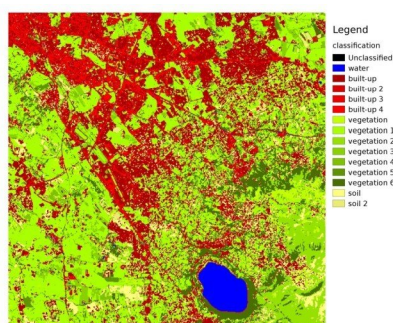 Legend
classification
Unclassified
water
built-up
built-up 2
built-up 3
built-up 4
vegetation
vegetation 1
vegetation 2
vegetation 3
vegetation 4
vegetation 5
vegetation 6
soil
soil 2